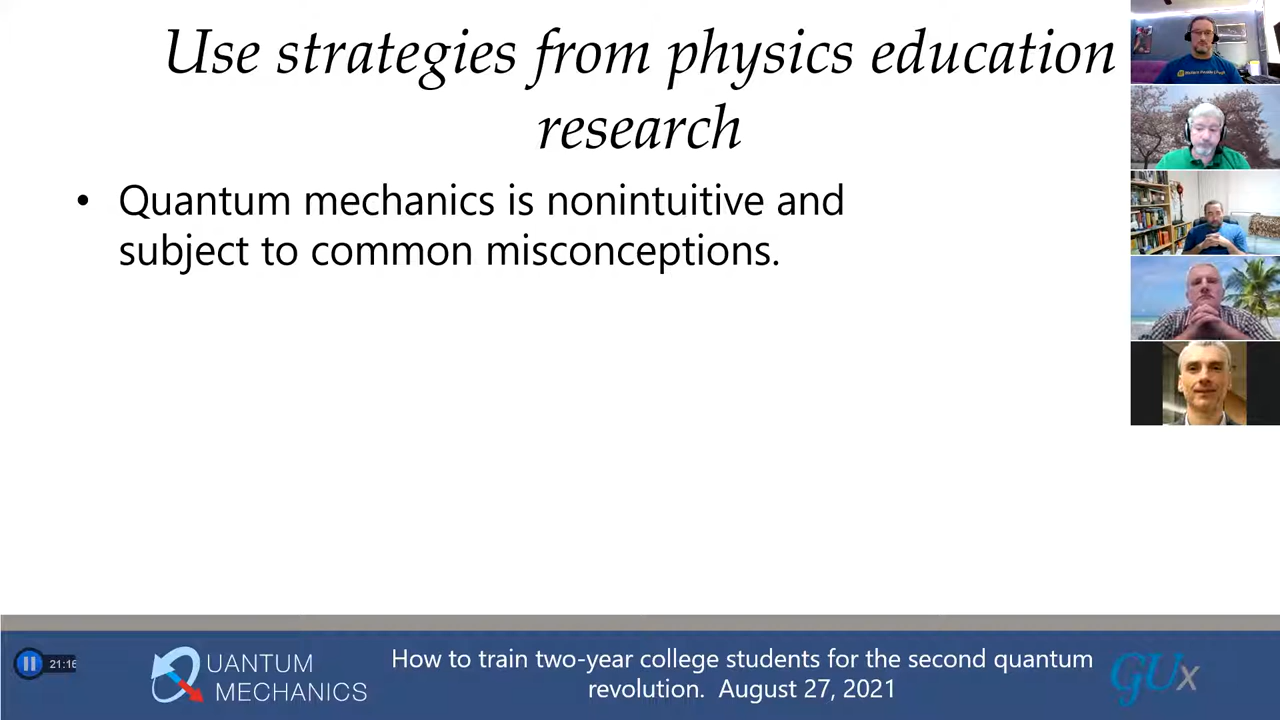 Use strategies from physics education
research
• Quantum mechanics is nonintuitive and
subject to common misconceptions.
21:16
QUANTUM
MECHANICS
How to train two-year college students for the second quantum
revolution. August 27, 2021
GUx